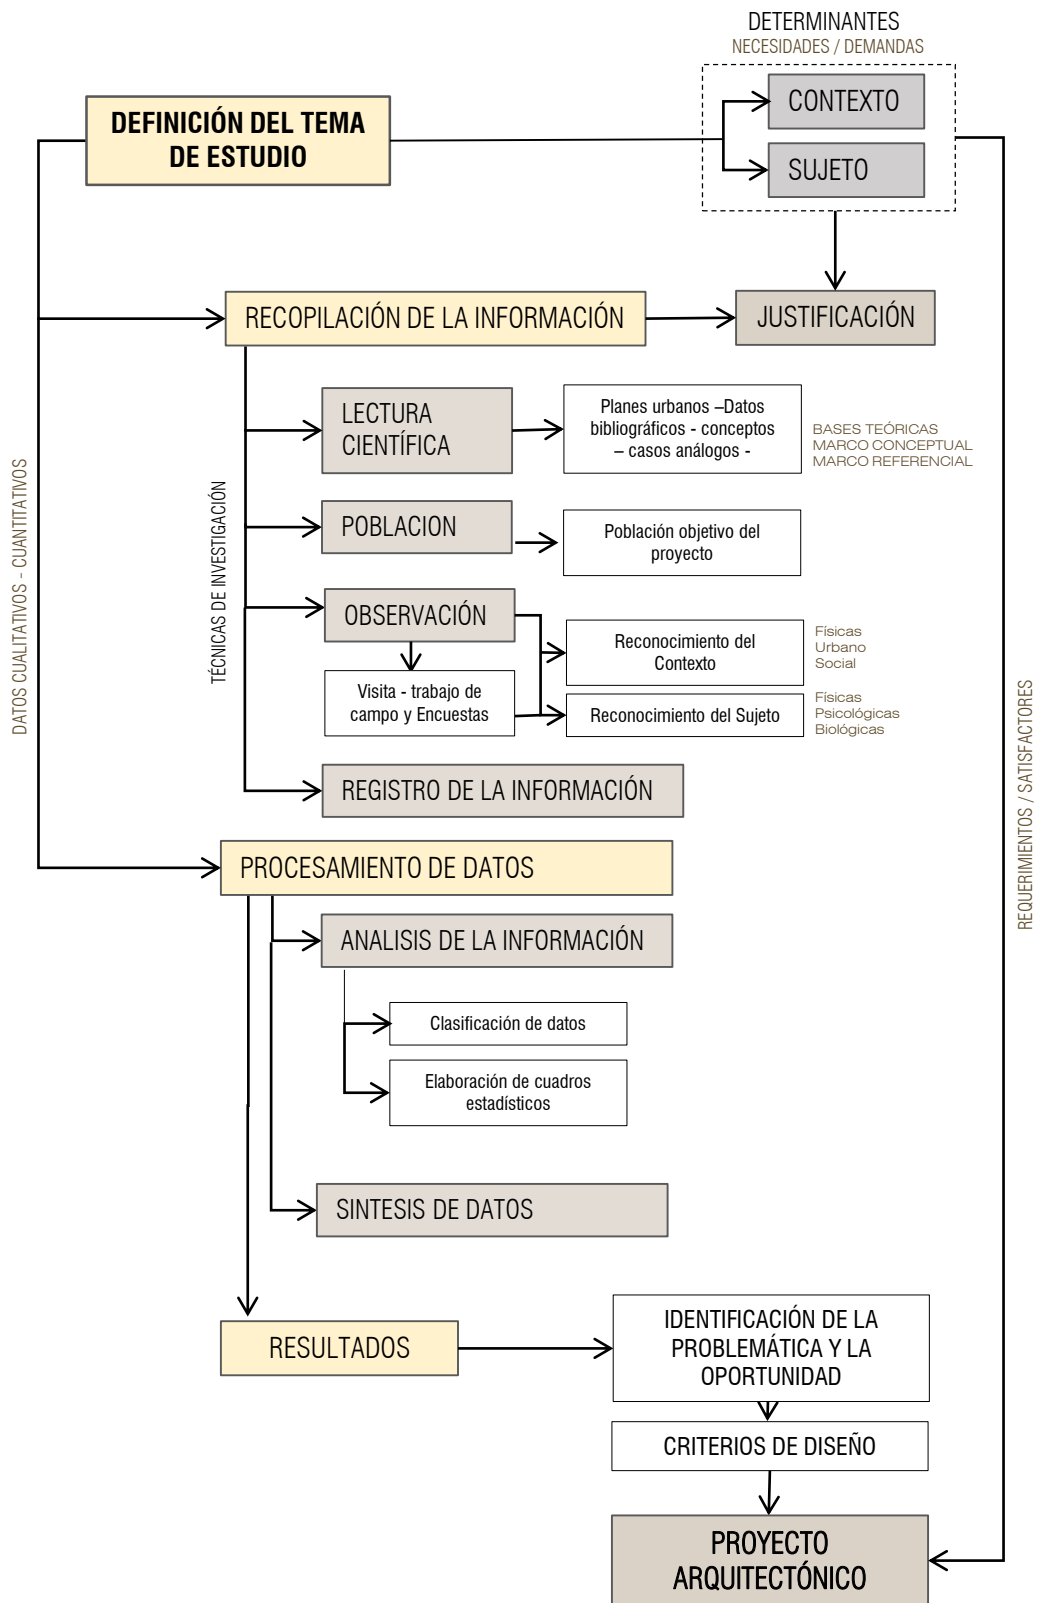 DETERMINANTES
NECESIDADES / DEMANDAS
CONTEXTO
SUJETO
DEFINICIÓN DEL TEMA
DE ESTUDIO
RECOPILACIÓN DE LA INFORMACIÓN
JUSTIFICACIÓN
LECTURA
CIENTÍFICA
Planes urbanos –Datos
bibliográficos - conceptos
– casos análogos -
BASES TEÓRICAS
MARCO CONCEPTUAL
MARCO REFERENCIAL
POBLACION
Población objetivo del
proyecto
OBSERVACIÓN
Visita - trabajo de
campo y Encuestas
Reconocimiento del
Contexto
Físicas
Urbano
Social
Reconocimiento del Sujeto
Físicas
Psicológicas
Biológicas
REGISTRO DE LA INFORMACIÓN
TÉCNICAS DE INVESTIGACIÓN
DATOS CUALITATIVOS - CUANTITATIVOS
REQUERIMIENTOS / SATISFACTORES
PROCESAMIENTO DE DATOS
ANALISIS DE LA INFORMACIÓN
Clasificación de datos
Elaboración de cuadros
estadísticos
SINTESIS DE DATOS
RESULTADOS
IDENTIFICACIÓN DE LA
PROBLEMÁTICA Y LA
OPORTUNIDAD
CRITERIOS DE DISEÑO
PROYECTO
ARQUITECTÓNICO